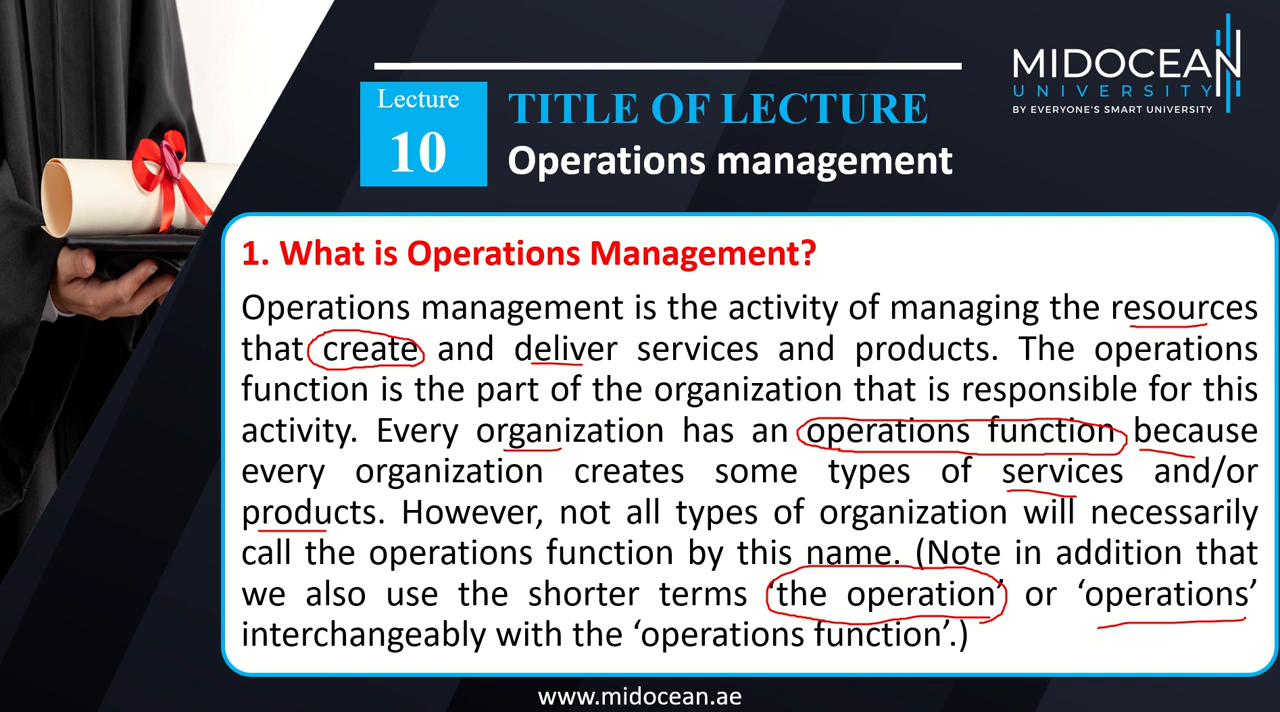 MIDOCEAN
UNIVERSITY
BY EVERYONE'S SMART UNIVERSITY
Lecture
10
TITLE OF LECTURE
Operations management
1. What is Operations Management?
Operations management is the activity of managing the resources
that create and deliver services and products. The operations
function is the part of the organization that is responsible for this
activity. Every organization has an operations function because
every organization creates some types of services and/or
products. However, not all types of organization will necessarily
call the operations function by this name. (Note in addition that
we also use the shorter terms ‘the operation’ or ‘operations’
interchangeably with the ‘operations function’.)
www.midocean.ae